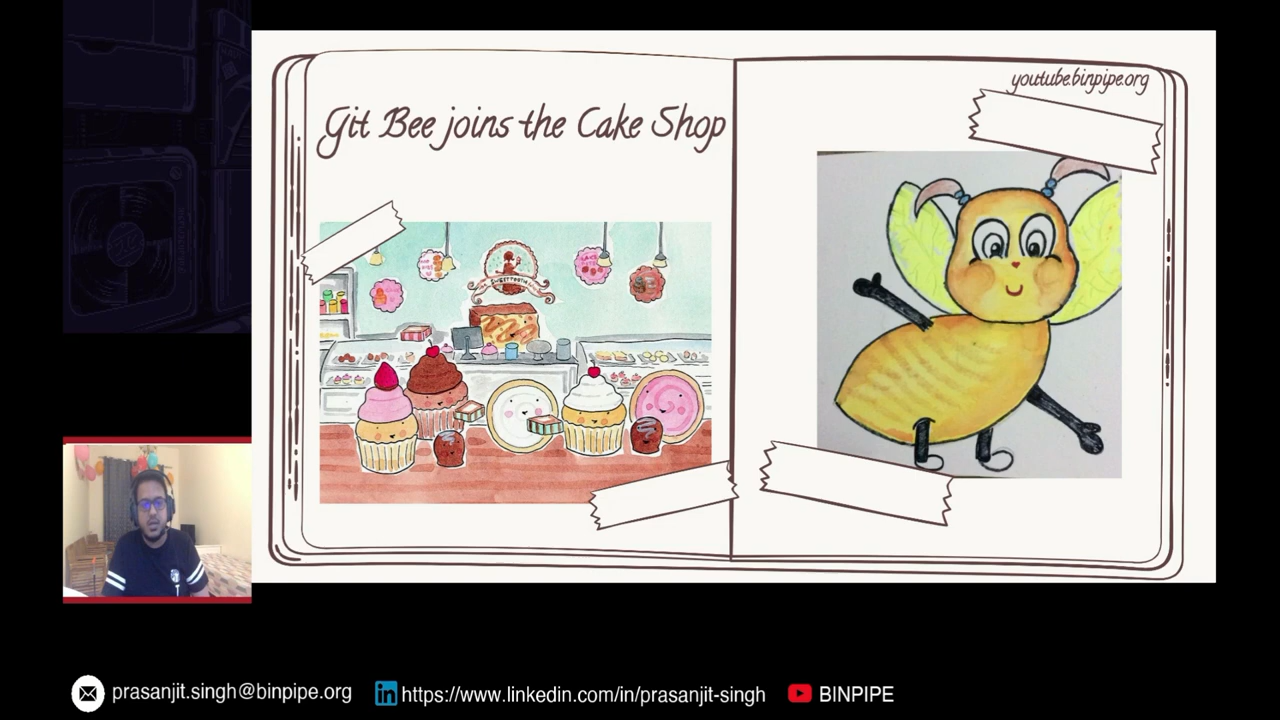 youtube.binpipe.org
Git Bee joins the Cake Shop
prasanjit.singh@binpipe.org
https://www.linkedin.com/in/prasanjit-singh
BINPIPE